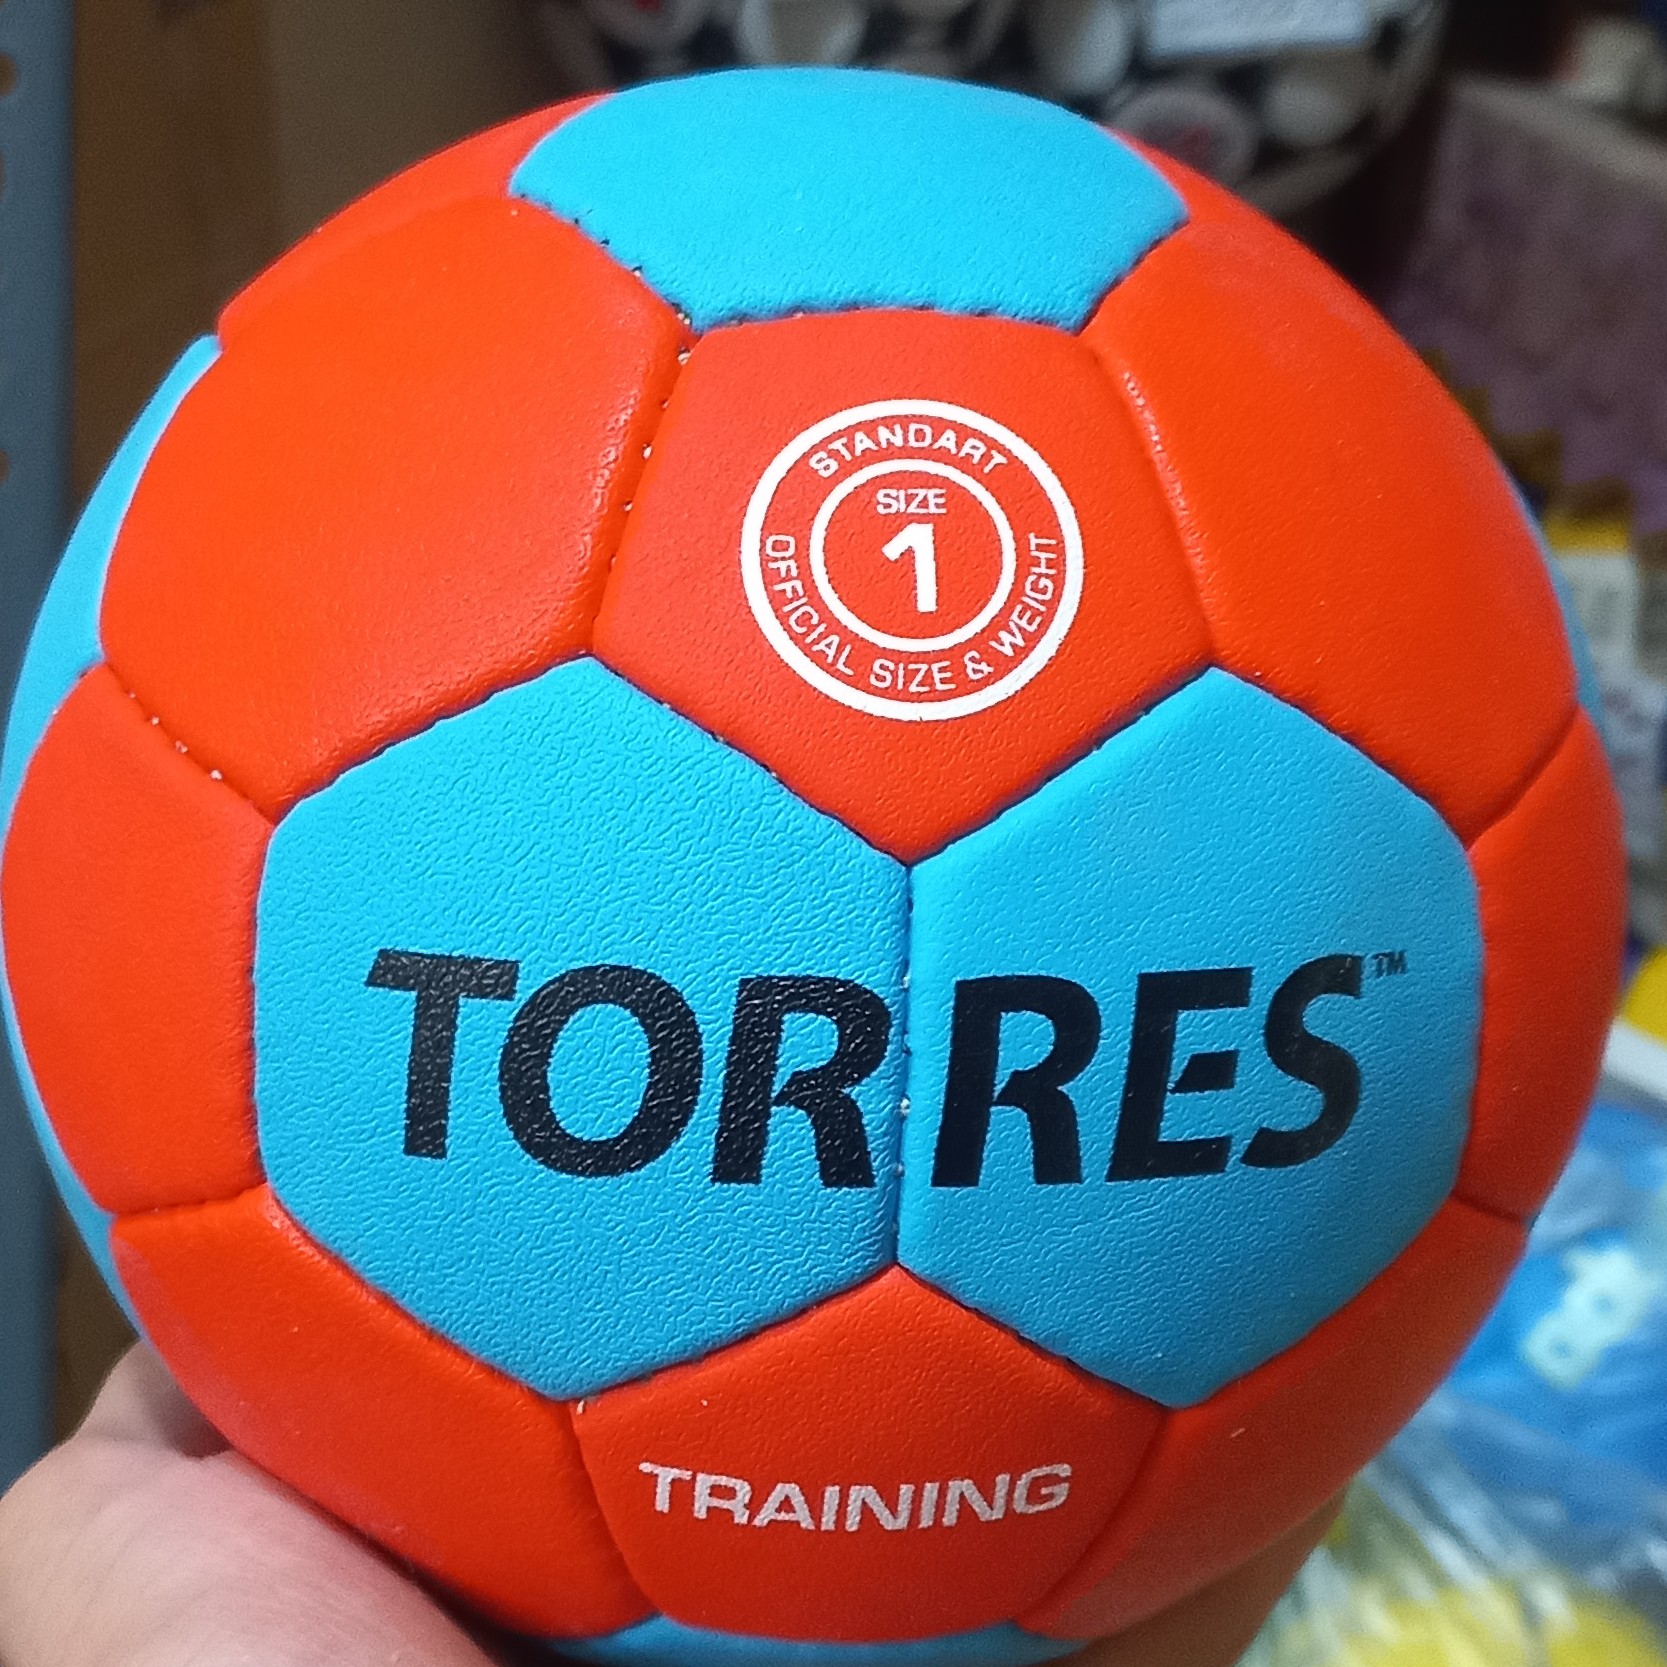 STANDART
SIZE
1
OFFICIAL SIZE & WEIGHT
TORRES™
TRAINING